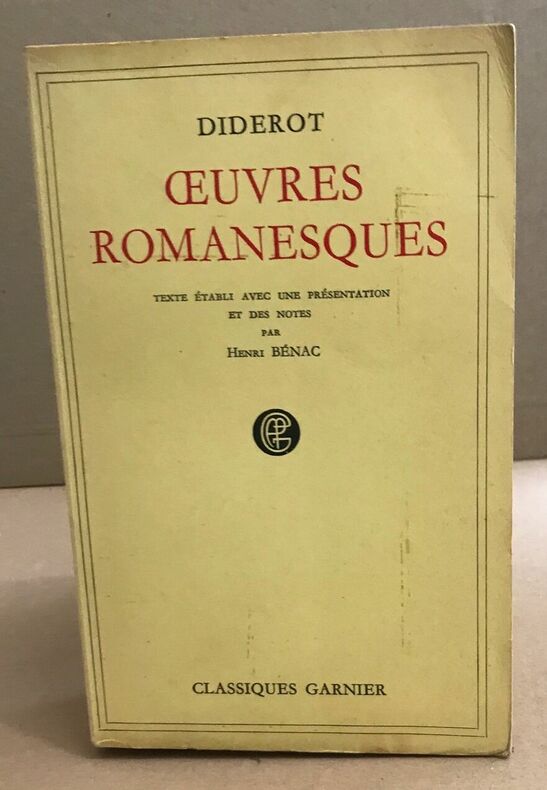 DIDEROT
ŒUVRES
ROMANESQUES
TEXTE ÉTABLI AVEC UNE PRÉSENTATION
ET DES NOTES
PAR
HENRI BÉNAC
CLASSIQUES GARNIER